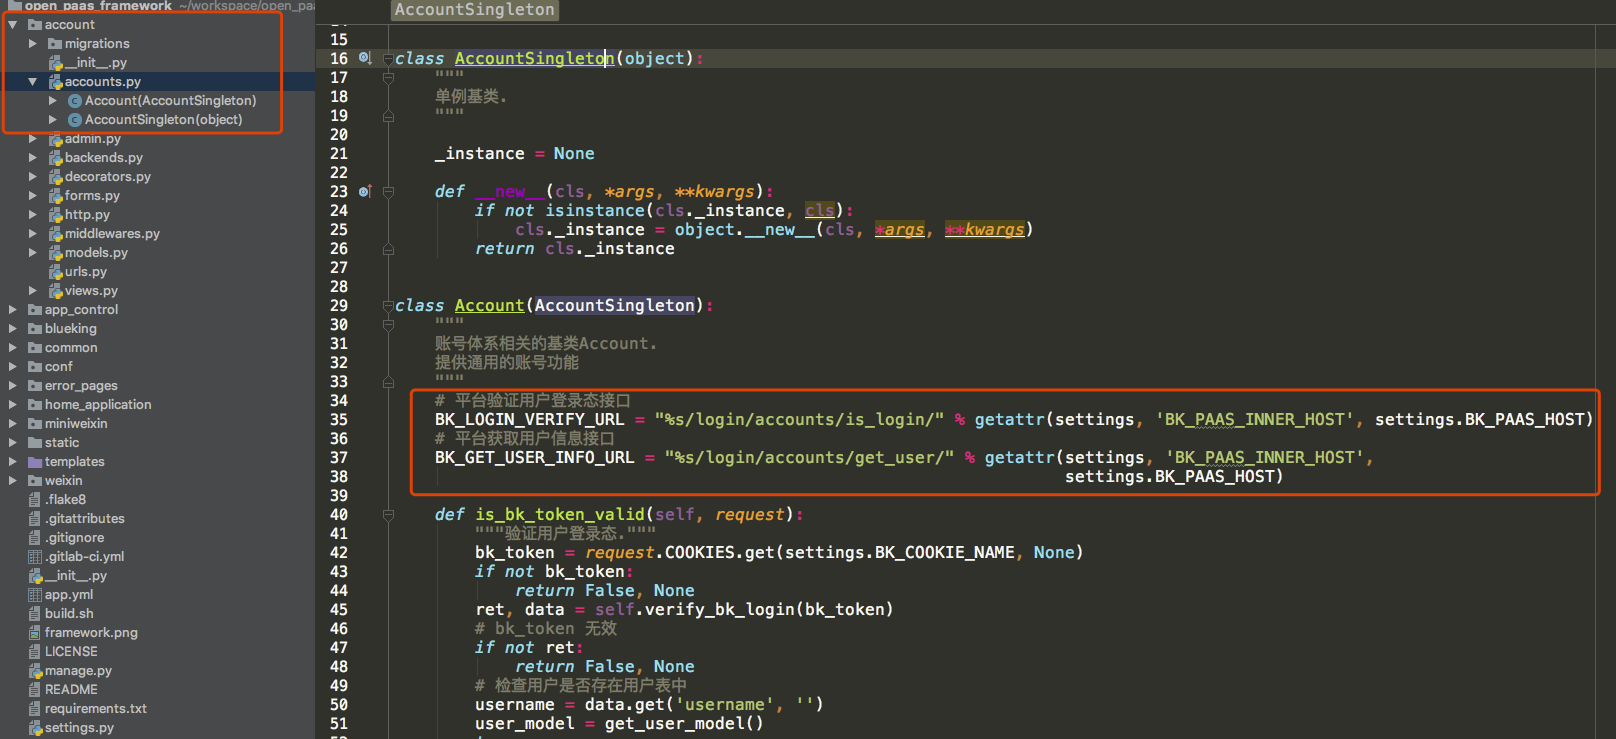 open_paas_framework ~/workspace/open_paa
account
migrations
__init__.py
accounts.py
Account(AccountSingleton)
AccountSingleton(object)
admin.py
backends.py
decorators.py
forms.py
http.py
middlewares.py
models.py
urls.py
views.py
app_control
blueking
common
conf
error_pages
home_application
miniweixin
static
templates
weixin
.flake8
.gitattributes
.gitignore
.gitlab-ci.yml
__init__.py
app.yml
build.sh
framework.png
LICENSE
manage.py
README
requirements.txt
settings.py
AccountSingleton
15
16 class AccountSingleton(object):
17 """
18 单例基类.
19 """
20
21 _instance = None
22
23 def __new__(cls, *args, **kwargs):
24 if not isinstance(cls._instance, cls):
25 cls._instance = object.__new__(cls, *args, **kwargs)
26 return cls._instance
27
28
29 class Account(AccountSingleton):
30 """
31 账号体系相关的基类Account.
32 提供通用的账号功能
33 """
34 # 平台验证用户登录态接口
35 BK_LOGIN_VERIFY_URL = "%s/login/accounts/is_login/" % getattr(settings, 'BK_PAAS_INNER_HOST', settings.BK_PAAS_HOST)
36 # 平台获取用户信息接口
37 BK_GET_USER_INFO_URL = "%s/login/accounts/get_user/" % getattr(settings, 'BK_PAAS_INNER_HOST',
38 settings.BK_PAAS_HOST)
39
40 def is_bk_token_valid(self, request):
41 """验证用户登录态."""
42 bk_token = request.COOKIES.get(settings.BK_COOKIE_NAME, None)
43 if not bk_token:
44 return False, None
45 ret, data = self.verify_bk_login(bk_token)
46 # bk_token 无效
47 if not ret:
48 return False, None
49 # 检查用户是否存在用户表中
50 username = data.get('username', '')
51 user_model = get_user_model()